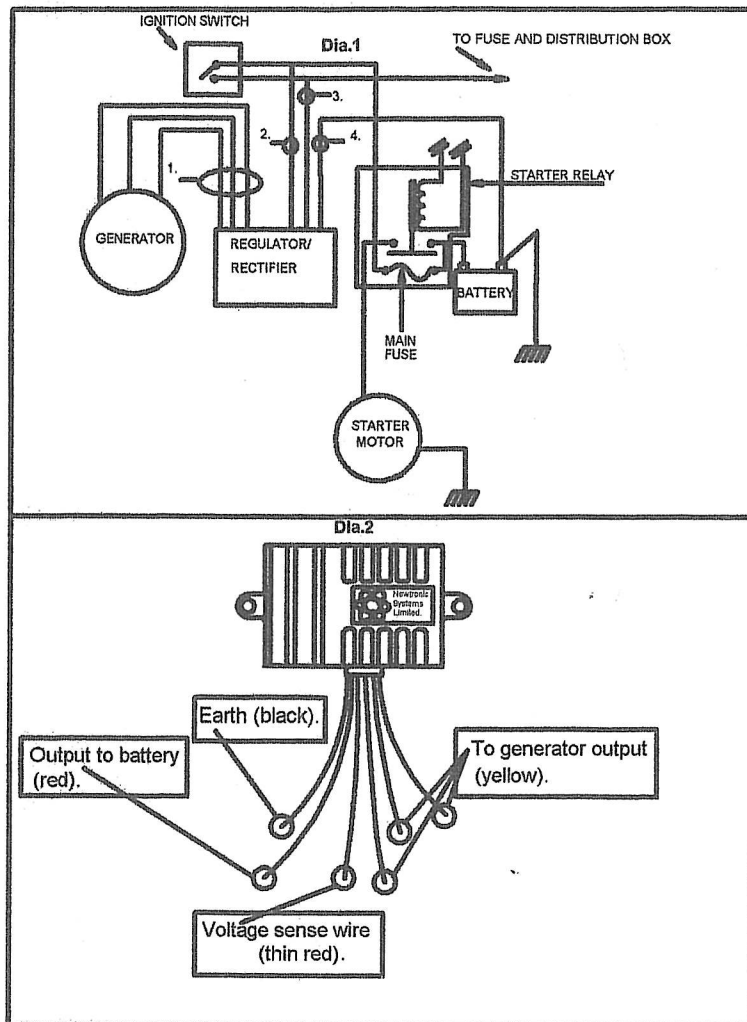 IGNITION SWITCH
Dia.1
TO FUSE AND DISTRIBUTION BOX
3.
2.
4.
1.
STARTER RELAY
GENERATOR
REGULATOR/
RECTIFIER
BATTERY
MAIN
FUSE
STARTER
MOTOR
Dia.2
Newtronic
Systems
Limited.
Earth (black).
Output to battery
(red).
To generator output
(yellow).
Voltage sense wire
(thin red).